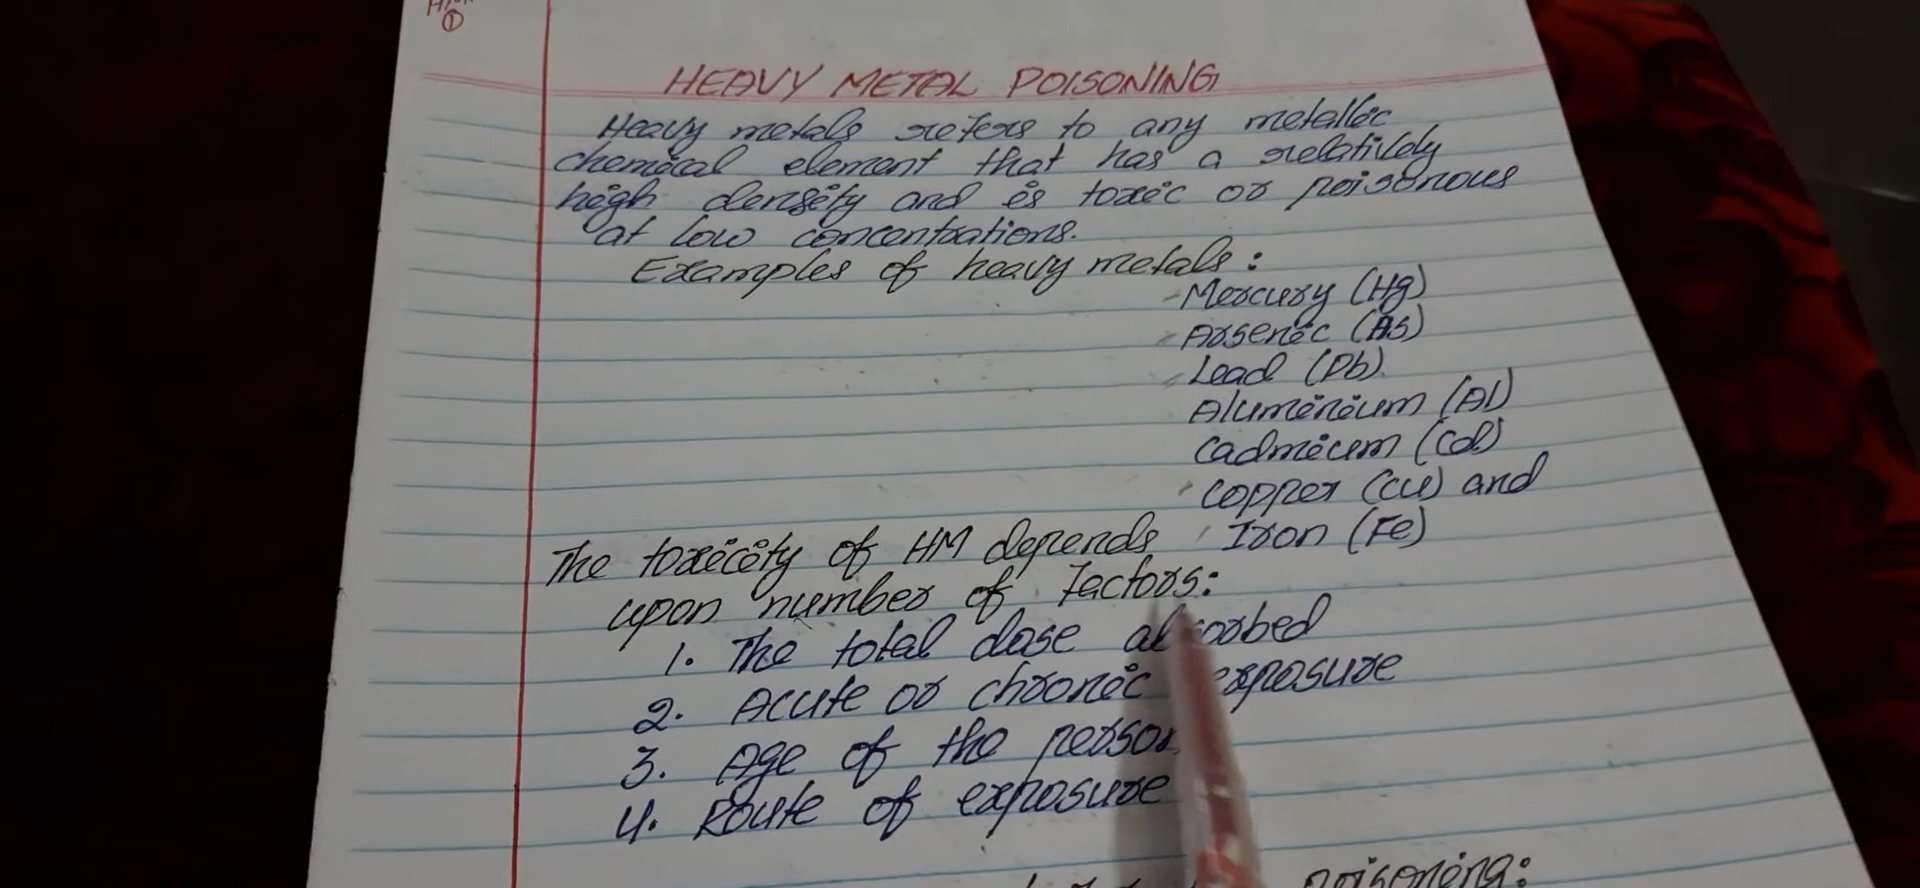 ①
HEAVY METAL POISONING
Heavy metals refers to any metallic
chemical element that has a relatively
high density and is toxic or poisonous
at low concentrations.
Examples of heavy metals:
Mercury (Hg)
Arsenic (As)
Lead (Pb)
Aluminium (Al)
Cadmium (Cd)
Copper (Cu) and
Iron (Fe)
The toxicity of HM depends
upon number of factors:
1. The total dose absorbed
2. Acute or chronic exposure
3. Age of the person
4. Route of exposure
poisoning: